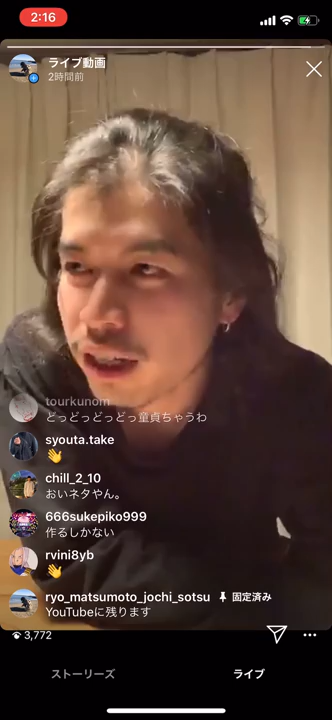 2:16
ライブ動画
2時間前
tourkunom
どっどっどっどっ童貞ちゃうわ
syouta.take
👋
chill_2_10
おいネタやん。
666sukepiko999
作るしかない
rvini8yb
👋
ryo_matsumoto_jochi_sotsu 固定済み
YouTubeに残ります
3,772
ストーリーズ ライブ